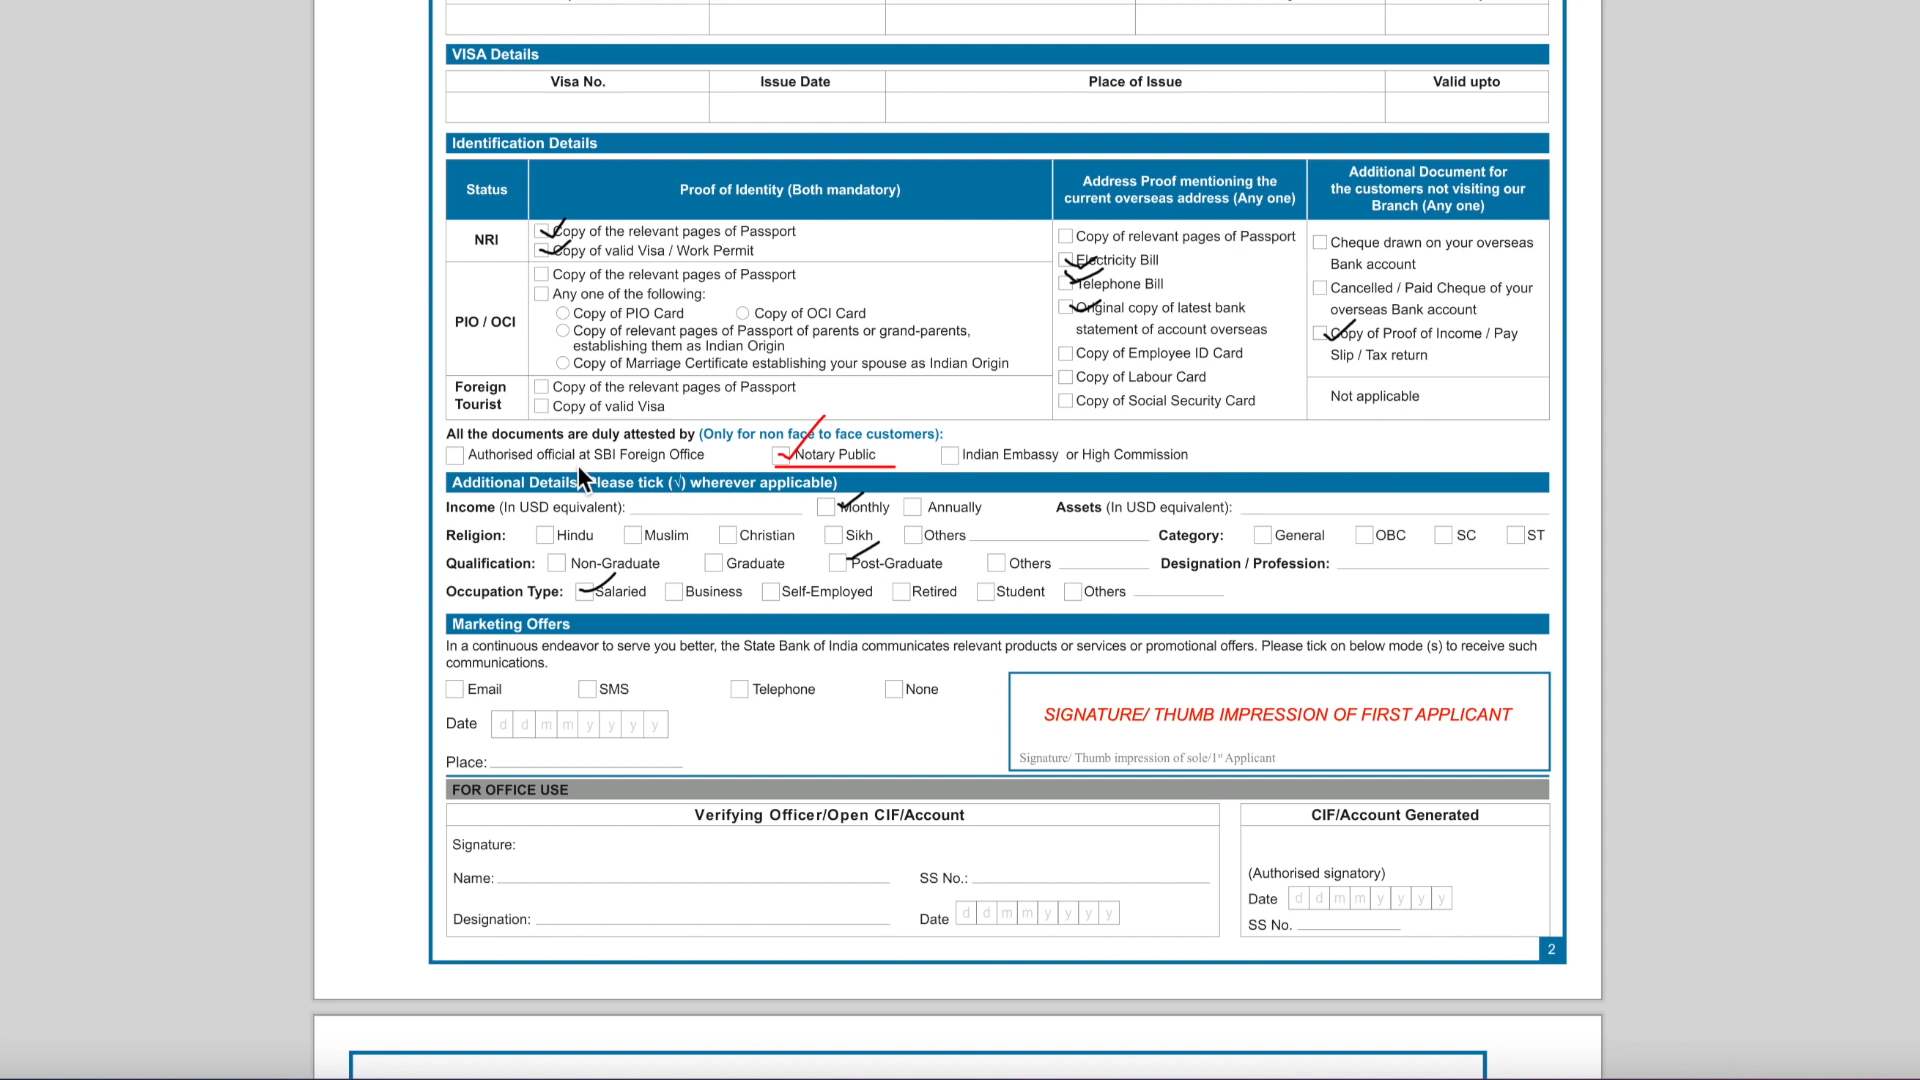 VISA Details
Visa No. Issue Date Place of Issue Valid upto
Identification Details
Status
Proof of Identity (Both mandatory)
Address Proof mentioning the
current overseas address (Any one)
Additional Document for
the customers not visiting our
Branch (Any one)
NRI
Copy of the relevant pages of Passport
Copy of valid Visa / Work Permit
PIO / OCI
Copy of the relevant pages of Passport
Any one of the following:
Copy of PIO Card Copy of OCI Card
Copy of relevant pages of Passport of parents or grand-parents,
establishing them as Indian Origin
Copy of Marriage Certificate establishing your spouse as Indian Origin
Foreign
Tourist
Copy of the relevant pages of Passport
Copy of valid Visa
Copy of relevant pages of Passport
Electricity Bill
Telephone Bill
Original copy of latest bank
statement of account overseas
Copy of Employee ID Card
Copy of Labour Card
Copy of Social Security Card
Cheque drawn on your overseas
Bank account
Cancelled / Paid Cheque of your
overseas Bank account
Copy of Proof of Income / Pay
Slip / Tax return
Not applicable
All the documents are duly attested by (Only for non face to face customers):
Authorised official at SBI Foreign Office Notary Public Indian Embassy or High Commission
Additional Details Please tick (√) wherever applicable)
Income (In USD equivalent): Monthly Annually Assets (In USD equivalent):
Religion: Hindu Muslim Christian Sikh Others Category: General OBC SC ST
Qualification: Non-Graduate Graduate Post-Graduate Others Designation / Profession:
Occupation Type: Salaried Business Self-Employed Retired Student Others
Marketing Offers
In a continuous endeavor to serve you better, the State Bank of India communicates relevant products or services or promotional offers. Please tick on below mode (s) to receive such
communications.
Email SMS Telephone None
Date d d m m y y y y
Place:
SIGNATURE/ THUMB IMPRESSION OF FIRST APPLICANT
Signature/ Thumb impression of sole/1st Applicant
FOR OFFICE USE
Verifying Officer/Open CIF/Account
Signature:
Name: SS No.:
Designation: Date d d m m y y y y
CIF/Account Generated
(Authorised signatory)
Date d d m m y y y y
SS No.
2